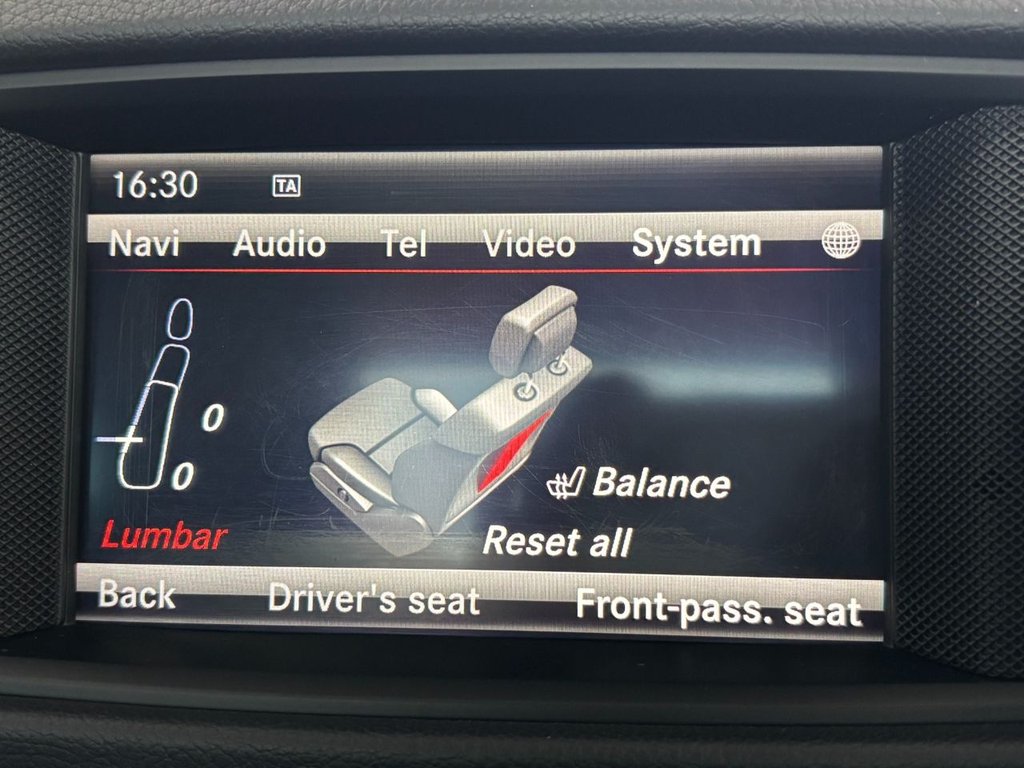 16:30 TA
Navi Audio Tel Video System
0
0
Balance
Lumbar Reset all
Back Driver's seat Front-pass. seat